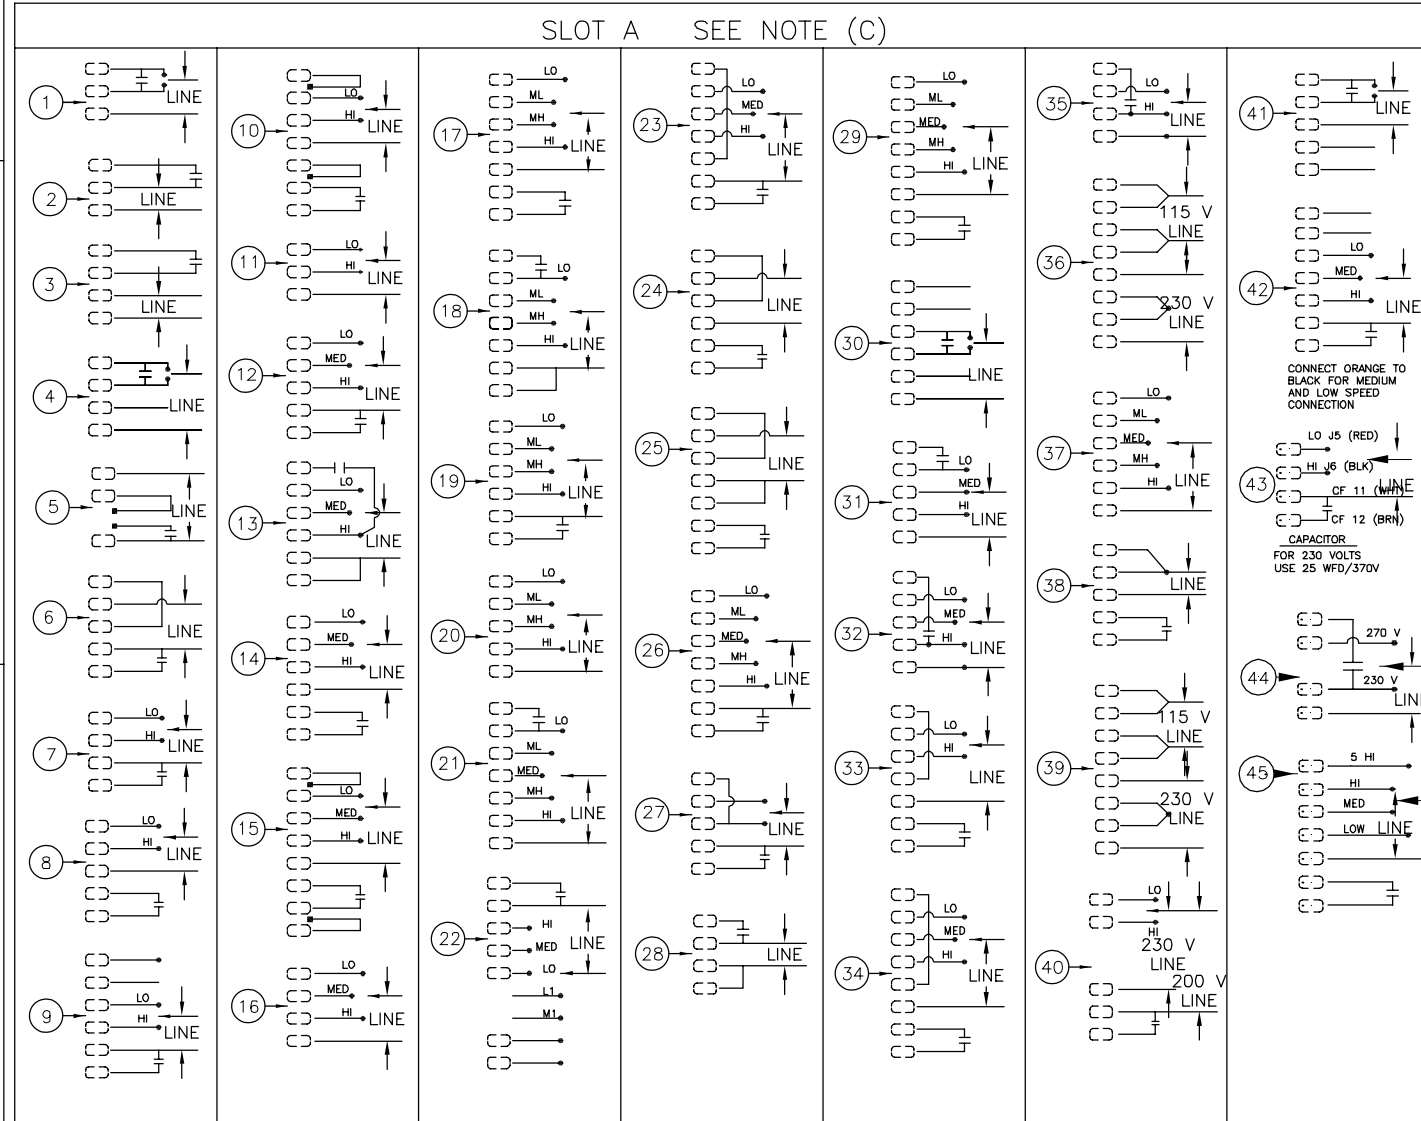 SLOT A SEE NOTE (C)
1
LINE
2
LINE
3
LINE
4
LINE
5
LINE
6
LINE
7
LO
HI
LINE
8
LO
HI
LINE
9
LO
HI
LINE
10
LO
HI
LINE
11
LO
HI
LINE
12
LO
MED
HI
LINE
13
LO
MED
HI
LINE
14
LO
MED
HI
LINE
15
LO
MED
HI
LINE
16
LO
MED
HI
LINE
17
LO
ML
MH
HI
LINE
18
LO
ML
MH
HI
LINE
19
LO
ML
MH
HI
LINE
20
LO
ML
MH
HI
LINE
21
LO
ML
MED
MH
HI
LINE
22
HI
MED
LO
LINE
L1
M1
23
LO
MED
HI
LINE
24
LINE
25
LINE
26
LO
ML
MED
MH
HI
LINE
27
LINE
28
LINE
29
LO
ML
MED
MH
HI
LINE
30
LINE
31
LO
MED
HI
LINE
32
LO
MED
HI
LINE
33
LO
HI
LINE
34
LO
MED
HI
LINE
35
LO
HI
LINE
36
115 V
LINE
230 V
LINE
37
LO
ML
MED
MH
HI
LINE
38
LINE
39
115 V
LINE
230 V
LINE
40
LO
HI
230 V
LINE
200 V
LINE
41
LINE
42
LO
MED
HI
LINE
CONNECT ORANGE TO
BLACK FOR MEDIUM
AND LOW SPEED
CONNECTION
43
LO J5 (RED)
HI J6 (BLK)
LINE
CF 11 (WHT)
CF 12 (BRN)
CAPACITOR
FOR 230 VOLTS
USE 25 WFD/370V
44
270 V
230 V
LINE
45
5 HI
HI
MED
LOW
LINE